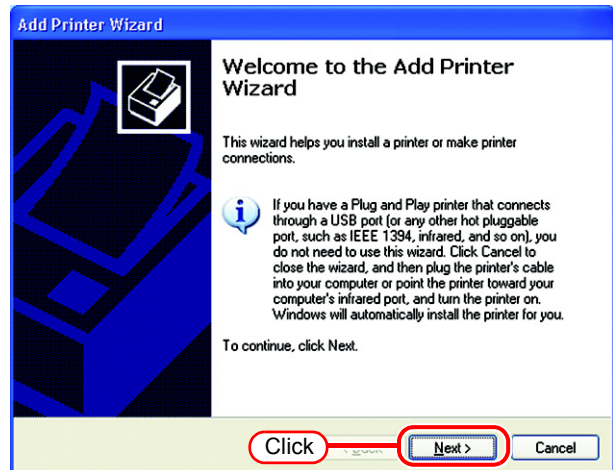 Add Printer Wizard
Welcome to the Add Printer
Wizard
This wizard helps you install a printer or make printer
connections.
If you have a Plug and Play printer that connects
through a USB port (or any other hot pluggable
port, such as IEEE 1394, infrared, and so on), you
do not need to use this wizard. Click Cancel to
close the wizard, and then plug the printer's cable
into your computer or point the printer toward your
computer's infrared port, and turn the printer on.
Windows will automatically install the printer for you.
To continue, click Next.
Click Next > Cancel